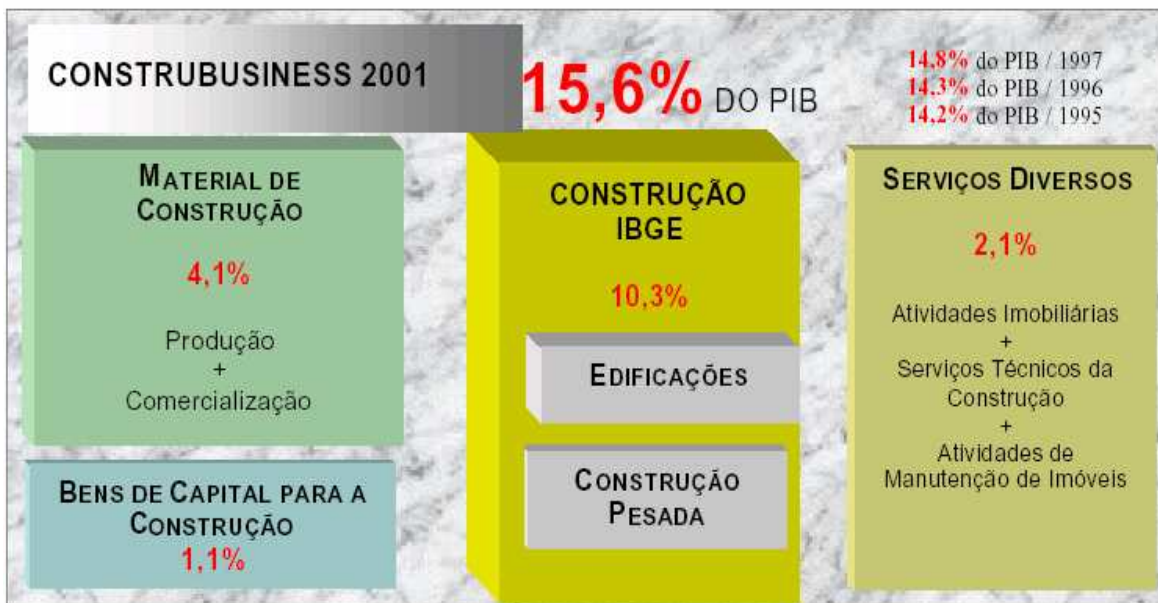 CONSTRUBUSINESS 2001
15,6% DO PIB
14,8% do PIB / 1997
14,3% do PIB / 1996
14,2% do PIB / 1995
MATERIAL DE
CONSTRUÇÃO
4,1%
Produção
+
Comercialização
BENS DE CAPITAL PARA A
CONSTRUÇÃO
1,1%
CONSTRUÇÃO
IBGE
10,3%
EDIFICAÇÕES
CONSTRUÇÃO
PESADA
SERVIÇOS DIVERSOS
2,1%
Atividades Imobiliárias
+
Serviços Técnicos da
Construção
+
Atividades de
Manutenção de Imóveis